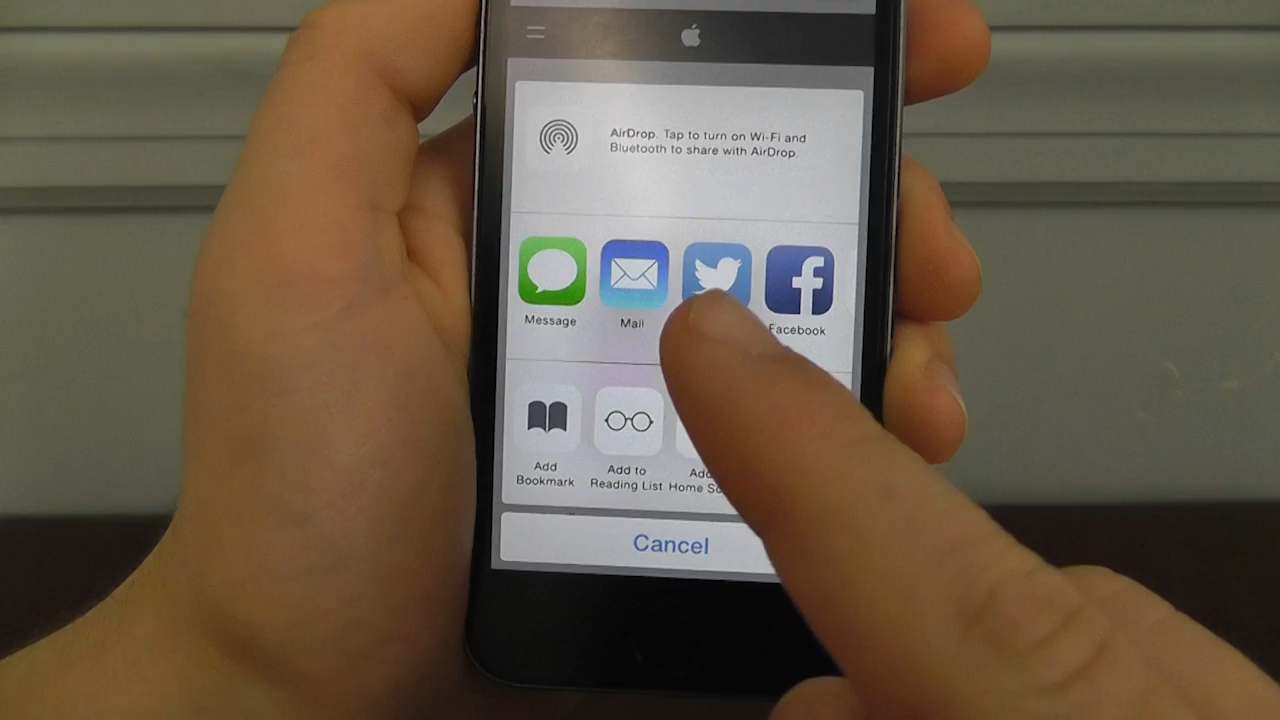 AirDrop. Tap to turn on Wi-Fi and
Bluetooth to share with AirDrop.
Message
Mail
Facebook
Add
Bookmark
Add to
Reading List
Add
Home Sc
Cancel